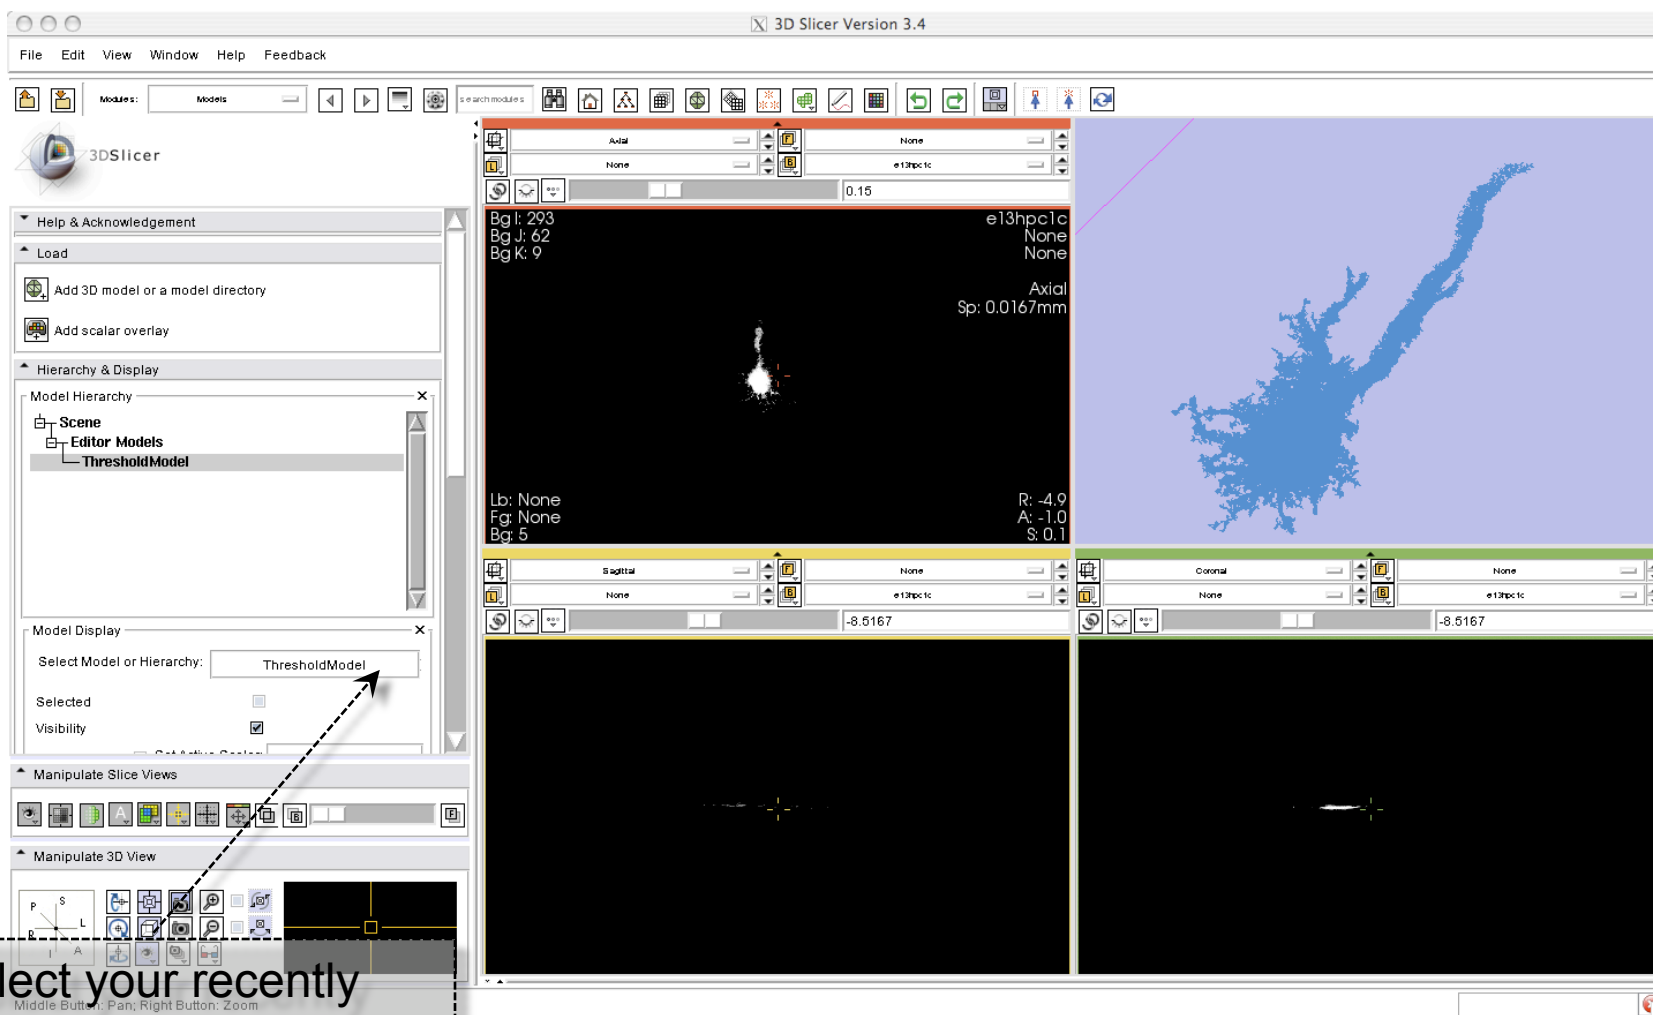 3D Slicer Version 3.4
File Edit View Window Help Feedback
Modules: Models search modules
3DSlicer
Help & Acknowledgement
Load
Add 3D model or a model directory
Add scalar overlay
Hierarchy & Display
Model Hierarchy
Scene
Editor Models
ThresholdModel
Model Display
Select Model or Hierarchy: ThresholdModel
Selected
Visibility
Manipulate Slice Views
Manipulate 3D View
P S
R L
I A
lect your recently
Middle Button: Pan; Right Button: Zoom
Axial None
None e13hpc1c
0.15
Bg I: 293 e13hpc1c
Bg J: 62 None
Bg K: 9 None
Axial
Sp: 0.0167mm
Lb: None R: -4.9
Fg: None A: -1.0
Bg: 5 S: 0.1
Sagittal None
None e13hpc1c
-8.5167
Coronal None
None e13hpc1c
-8.5167